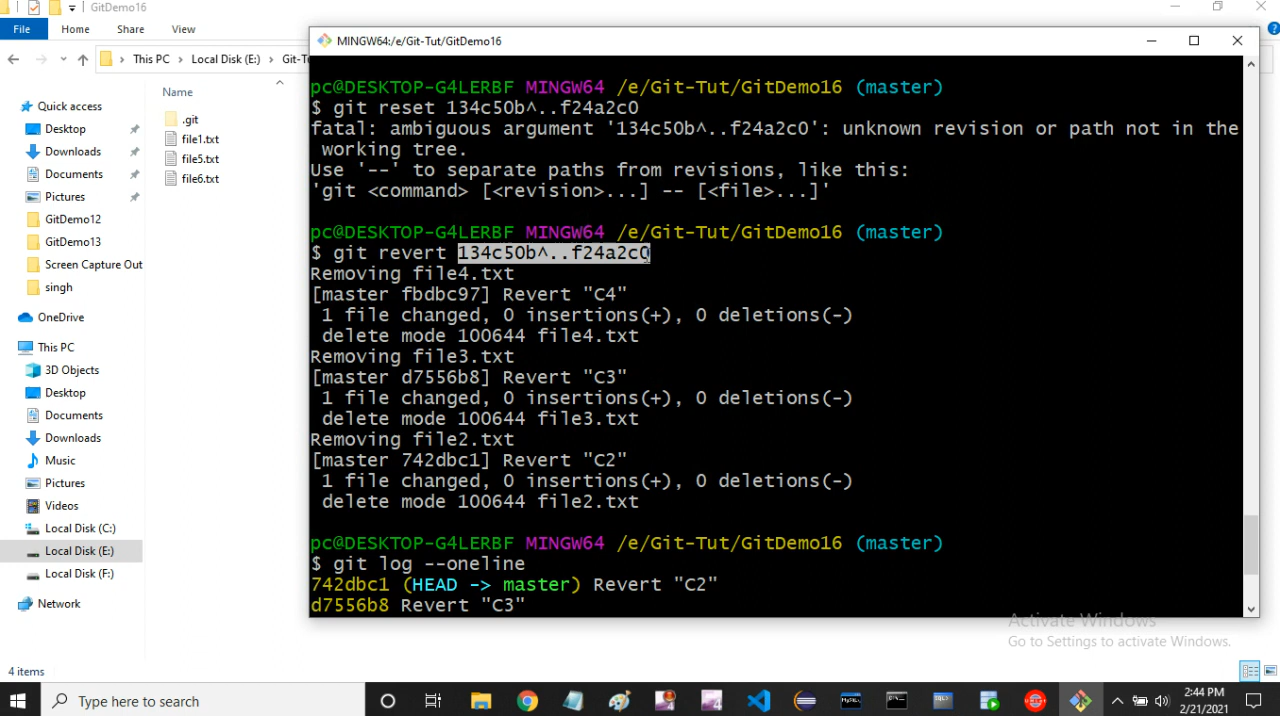 GitDemo16
File
Home
Share
View
This PC
Local Disk (E:)
Git-T
Quick access
Desktop
Downloads
Documents
Pictures
GitDemo12
GitDemo13
Screen Capture Out
singh
OneDrive
This PC
3D Objects
Desktop
Documents
Downloads
Music
Pictures
Videos
Local Disk (C:)
Local Disk (E:)
Local Disk (F:)
Network
4 items
Name
.git
file1.txt
file5.txt
file6.txt
MINGW64:/e/Git-Tut/GitDemo16
pc@DESKTOP-G4LERBF MINGW64 /e/Git-Tut/GitDemo16 (master)
$ git reset 134c50b^..f24a2c0
fatal: ambiguous argument '134c50b^..f24a2c0': unknown revision or path not in the
working tree.
Use '--' to separate paths from revisions, like this:
'git <command> [<revision>...] -- [<file>...]'
pc@DESKTOP-G4LERBF MINGW64 /e/Git-Tut/GitDemo16 (master)
$ git revert 134c50b^..f24a2c0
Removing file4.txt
[master fbdbc97] Revert "C4"
1 file changed, 0 insertions(+), 0 deletions(-)
delete mode 100644 file4.txt
Removing file3.txt
[master d7556b8] Revert "C3"
1 file changed, 0 insertions(+), 0 deletions(-)
delete mode 100644 file3.txt
Removing file2.txt
[master 742dbc1] Revert "C2"
1 file changed, 0 insertions(+), 0 deletions(-)
delete mode 100644 file2.txt
pc@DESKTOP-G4LERBF MINGW64 /e/Git-Tut/GitDemo16 (master)
$ git log --oneline
742dbc1 (HEAD -> master) Revert "C2"
d7556b8 Revert "C3"
Activate Windows
Go to Settings to activate Windows.
Type here to search
2:44 PM
2/21/2021